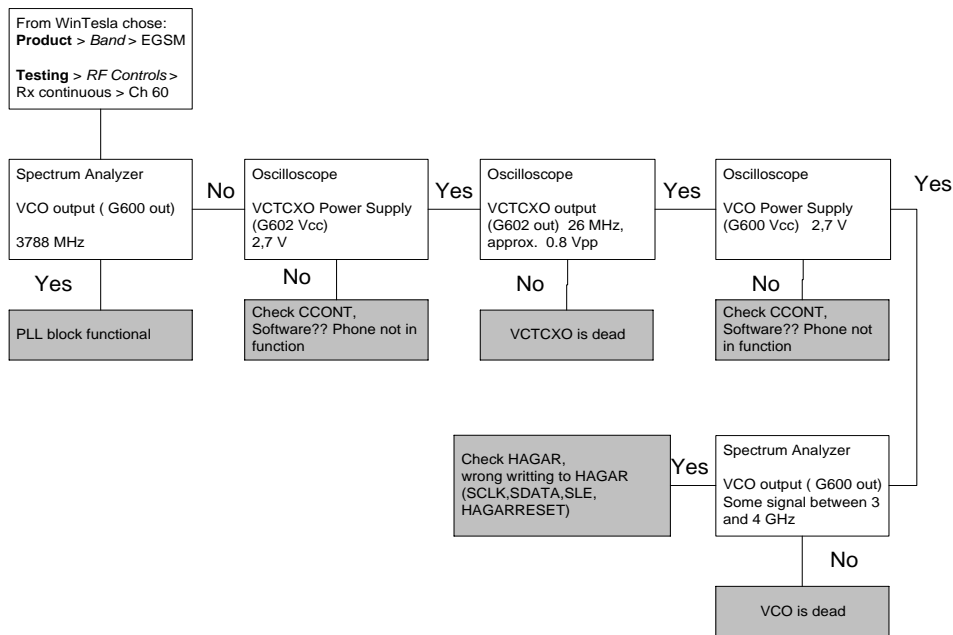 From WinTesla chose:
Product > Band > EGSM
Testing > RF Controls >
Rx continuous > Ch 60
Spectrum Analyzer
VCO output ( G600 out)
3788 MHz
No
Oscilloscope
VCTCXO Power Supply
(G602 Vcc)
2,7 V
Yes
Oscilloscope
VCTCXO output
(G602 out) 26 MHz,
approx. 0.8 Vpp
Yes
Oscilloscope
VCO Power Supply
(G600 Vcc) 2,7 V
Yes
Yes
No
No
No
PLL block functional
Check CCONT,
Software?? Phone not in
function
VCTCXO is dead
Check CCONT,
Software?? Phone not
in function
Check HAGAR,
wrong writting to HAGAR
(SCLK,SDATA,SLE,
HAGARRESET)
Yes
Spectrum Analyzer
VCO output ( G600 out)
Some signal between 3
and 4 GHz
No
VCO is dead